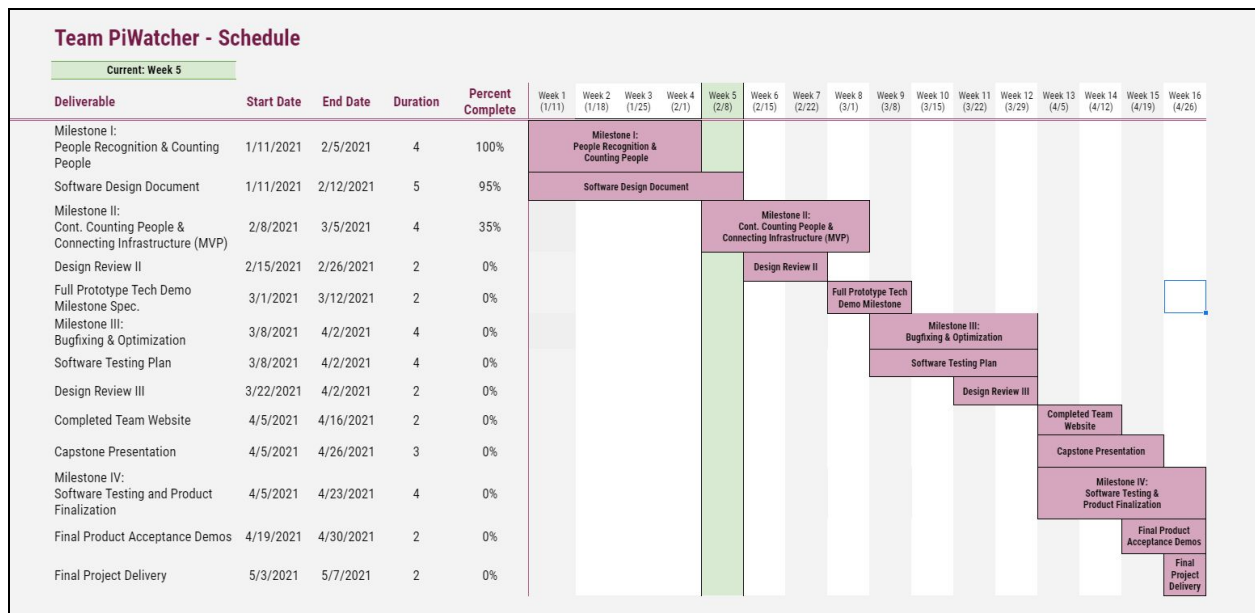 Team PiWatcher - Schedule
Current: Week 5
Deliverable Start Date End Date Duration Percent Complete Week 1 (1/11) Week 2 (1/18) Week 3 (1/25) Week 4 (2/1) Week 5 (2/8) Week 6 (2/15) Week 7 (2/22) Week 8 (3/1) Week 9 (3/8) Week 10 (3/15) Week 11 (3/22) Week 12 (3/29) Week 13 (4/5) Week 14 (4/12) Week 15 (4/19) Week 16 (4/26)
Milestone I:
People Recognition & Counting
People
1/11/2021 2/5/2021 4 100%
Milestone I:
People Recognition &
Counting People
Software Design Document 1/11/2021 2/12/2021 5 95% Software Design Document
Milestone II:
Cont. Counting People &
Connecting Infrastructure (MVP)
2/8/2021 3/5/2021 4 35%
Milestone II:
Cont. Counting People &
Connecting Infrastructure (MVP)
Design Review II 2/15/2021 2/26/2021 2 0% Design Review II
Full Prototype Tech Demo
Milestone Spec.
3/1/2021 3/12/2021 2 0%
Full Prototype Tech
Demo Milestone
Milestone III:
Bugfixing & Optimization
3/8/2021 4/2/2021 4 0%
Milestone III:
Bugfixing & Optimization
Software Testing Plan 3/8/2021 4/2/2021 4 0% Software Testing Plan
Design Review III 3/22/2021 4/2/2021 2 0% Design Review III
Completed Team Website 4/5/2021 4/16/2021 2 0%
Completed Team
Website
Capstone Presentation 4/5/2021 4/26/2021 3 0% Capstone Presentation
Milestone IV:
Software Testing and Product
Finalization
4/5/2021 4/23/2021 4 0%
Milestone IV:
Software Testing &
Product Finalization
Final Product Acceptance Demos 4/19/2021 4/30/2021 2 0%
Final Product
Acceptance Demos
Final Project Delivery 5/3/2021 5/7/2021 2 0%
Final
Project
Delivery